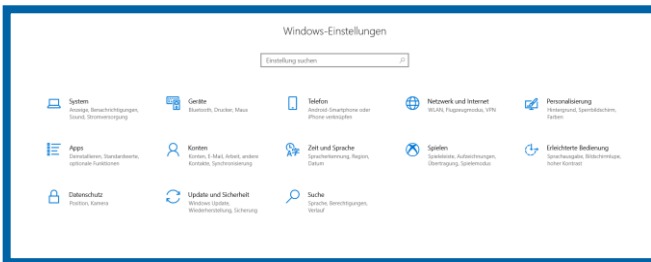 Windows-Einstellungen
Einstellung suchen
System
Anzeige, Benachrichtigungen,
Sound, Stromversorgung
Geräte
Bluetooth, Drucker, Maus
Telefon
Android-Smartphone oder
iPhone verknüpfen
Netzwerk und Internet
WLAN, Flugzeugmodus, VPN
Personalisierung
Hintergrund, Sperrbildschirm,
Farben
Apps
Deinstallieren, Standardwerte,
optionale Funktionen
Konten
Konten, E-Mail, Arbeit, andere
Kontakte, Synchronisierung
Zeit und Sprache
Spracherkennung, Region,
Datum
Spielen
Spieleleiste, Aufzeichnungen,
Übertragung, Spielemodus
Erleichterte Bedienung
Sprachausgabe, Bildschirmlupe,
hoher Kontrast
Datenschutz
Position, Kamera
Update und Sicherheit
Windows Update,
Wiederherstellung, Sicherung
Suche
Sprache, Berechtigungen,
Verlauf